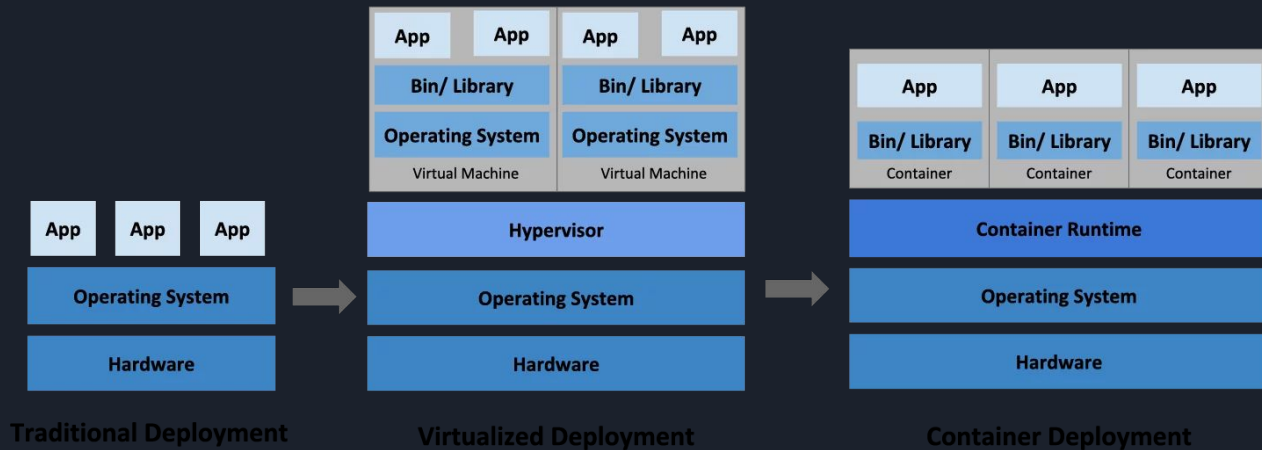 App
App
App
Operating System
Hardware
Traditional Deployment
App
App
Bin/ Library
Operating System
Virtual Machine
App
App
Bin/ Library
Operating System
Virtual Machine
Hypervisor
Operating System
Hardware
Virtualized Deployment
App
Bin/ Library
Container
App
Bin/ Library
Container
App
Bin/ Library
Container
Container Runtime
Operating System
Hardware
Container Deployment